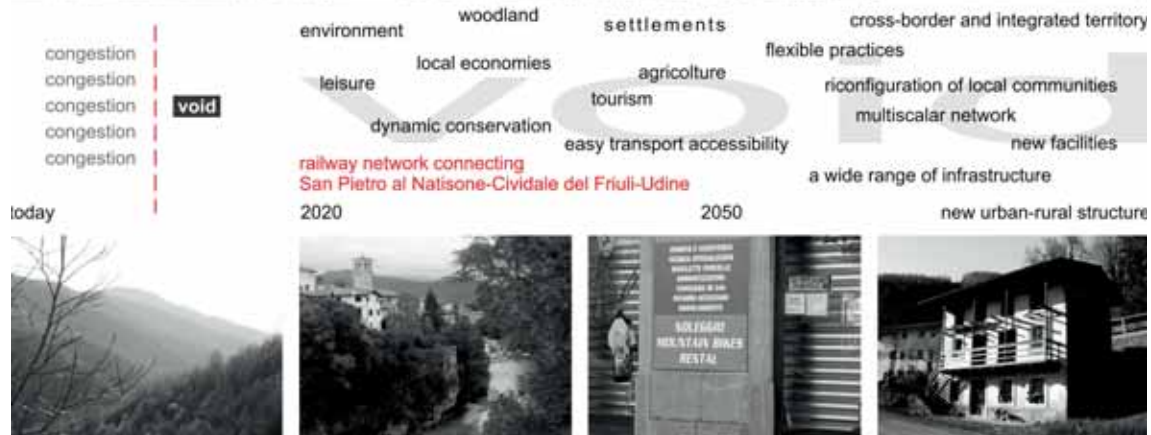 woodland
settlements
cross-border and integrated territory
environment
flexible practices
congestion
local economies
agricolture
congestion
leisure
riconfiguration of local communities
void
congestion
void
tourism
multiscalar network
congestion
dynamic conservation
new facilities
easy transport accessibility
congestion
railway network connecting
San Pietro al Natisone-Cividale del Friuli-Udine
a wide range of infrastructure
today
2020
2050
new urban-rural structure
NOLEGGIO
MOUNTAIN BIKES
RENTAL